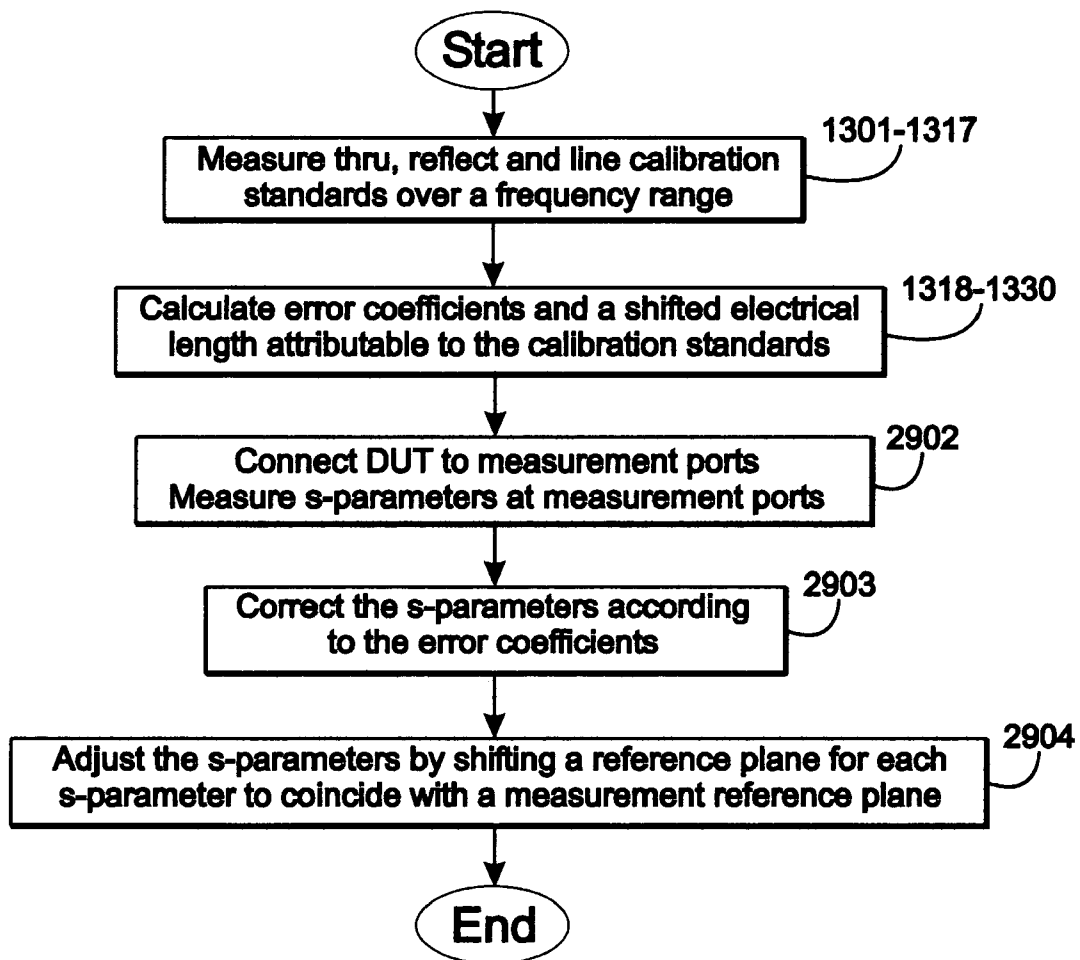 Start
1301-1317
Measure thru, reflect and line calibration
standards over a frequency range
1318-1330
Calculate error coefficients and a shifted electrical
length attributable to the calibration standards
2902
Connect DUT to measurement ports
Measure s-parameters at measurement ports
2903
Correct the s-parameters according
to the error coefficients
2904
Adjust the s-parameters by shifting a reference plane for each
s-parameter to coincide with a measurement reference plane
End